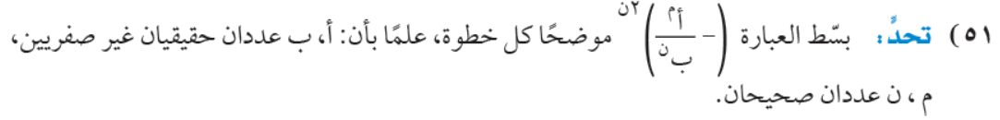 ٥١) تحدٍّ: بسّط العبارة (− أ^م / ب^ن)^٢ن موضحًا كل خطوة، علمًا بأن: أ، ب عددان حقيقيان غير صفريين،
م ، ن عددان صحيحان.